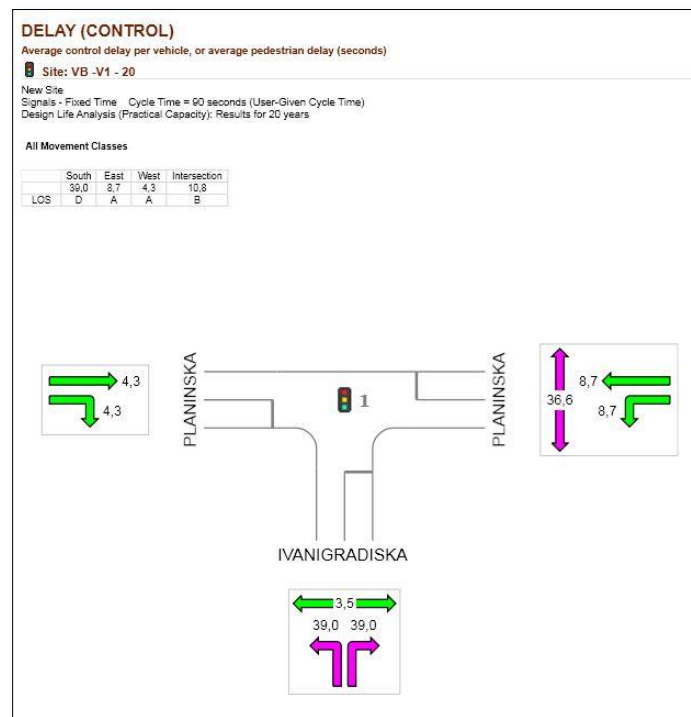 DELAY (CONTROL)
Average control delay per vehicle, or average pedestrian delay (seconds)
Site: VB -V1 - 20
New Site
Signals - Fixed Time Cycle Time = 90 seconds (User-Given Cycle Time)
Design Life Analysis (Practical Capacity): Results for 20 years
All Movement Classes
South East West Intersection
39,0 8,7 4,3 10,8
LOS D A A B
4,3
4,3
PLANINSKA
1
PLANINSKA
8,7
36,6
8,7
IVANIGRADISKA
3,5
39,0 39,0